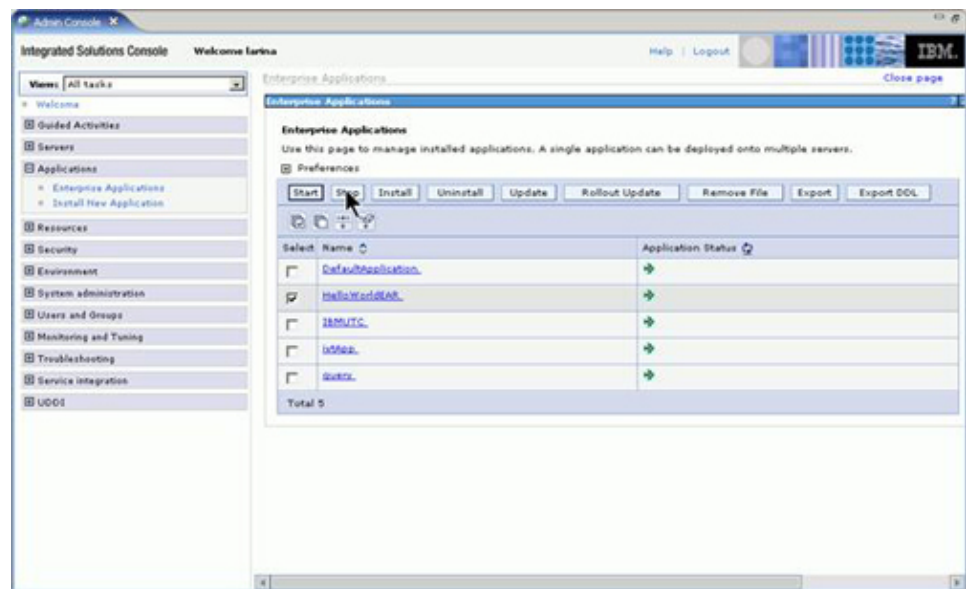 Admin Console
Integrated Solutions Console Welcome larina
Help | Logout
IBM.
View: All tasks
Welcome
Guided Activities
Servers
Applications
Enterprise Applications
Install New Application
Resources
Security
Environment
System administration
Users and Groups
Monitoring and Tuning
Troubleshooting
Service integration
UDDI
Enterprise Applications
Close page
Enterprise Applications
?
Enterprise Applications
Use this page to manage installed applications. A single application can be deployed onto multiple servers.
Preferences
Start Stop Install Uninstall Update Rollout Update Remove File Export Export DDL
Select Name Application Status
DefaultApplication
HelloWorldEAR
IBMUTC
ivtApp
query
Total 5